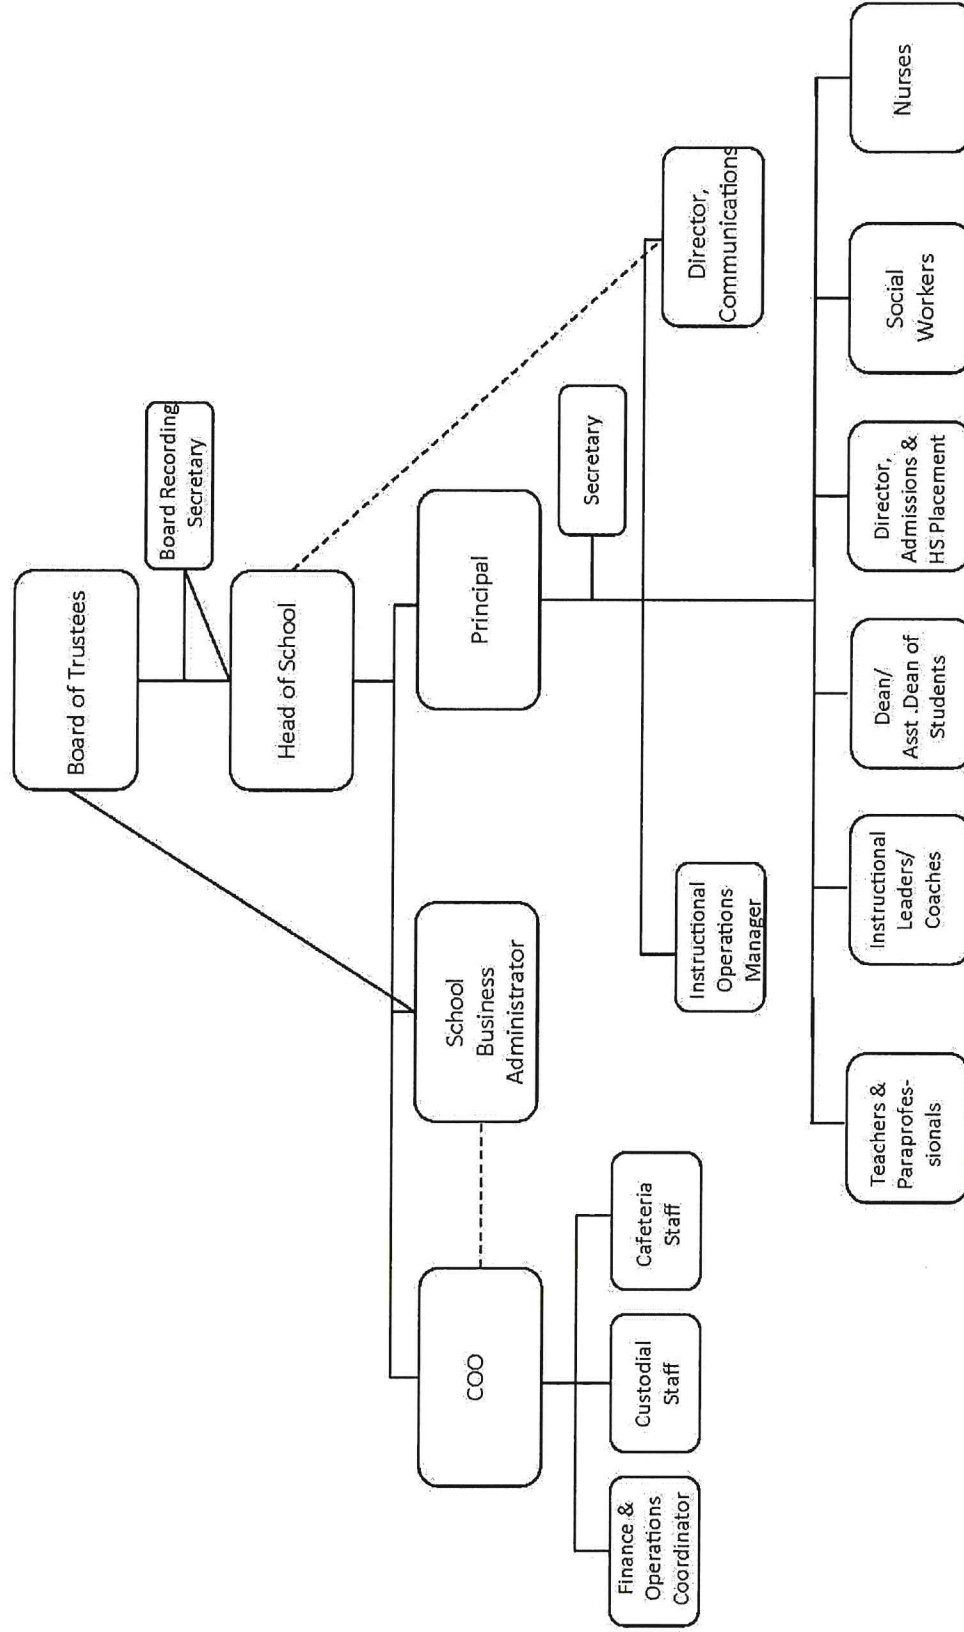 Board of Trustees
Board Recording
Secretary
Head of School
COO
School
Business
Administrator
Principal
Secretary
Finance &
Operations
Coordinator
Custodial
Staff
Cafeteria
Staff
Instructional
Operations
Manager
Director,
Communications
Teachers &
Paraprofes-
sionals
Instructional
Leaders/
Coaches
Dean/
Asst .Dean of
Students
Director,
Admissions &
HS Placement
Social
Workers
Nurses